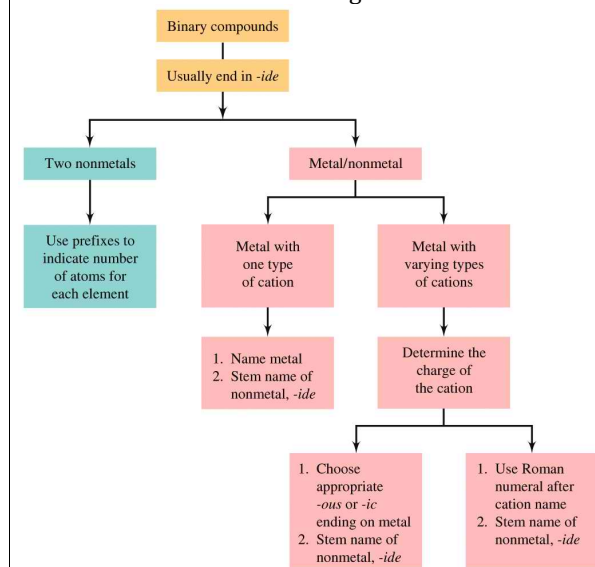 Binary compounds
Usually end in -ide
Two nonmetals
Metal/nonmetal
Use prefixes to
indicate number
of atoms for
each element
Metal with
one type
of cation
Metal with
varying types
of cations
1. Name metal
2. Stem name of
nonmetal, -ide
Determine the
charge of
the cation
1. Choose
appropriate
-ous or -ic
ending on metal
2. Stem name of
nonmetal, -ide
1. Use Roman
numeral after
cation name
2. Stem name of
nonmetal, -ide